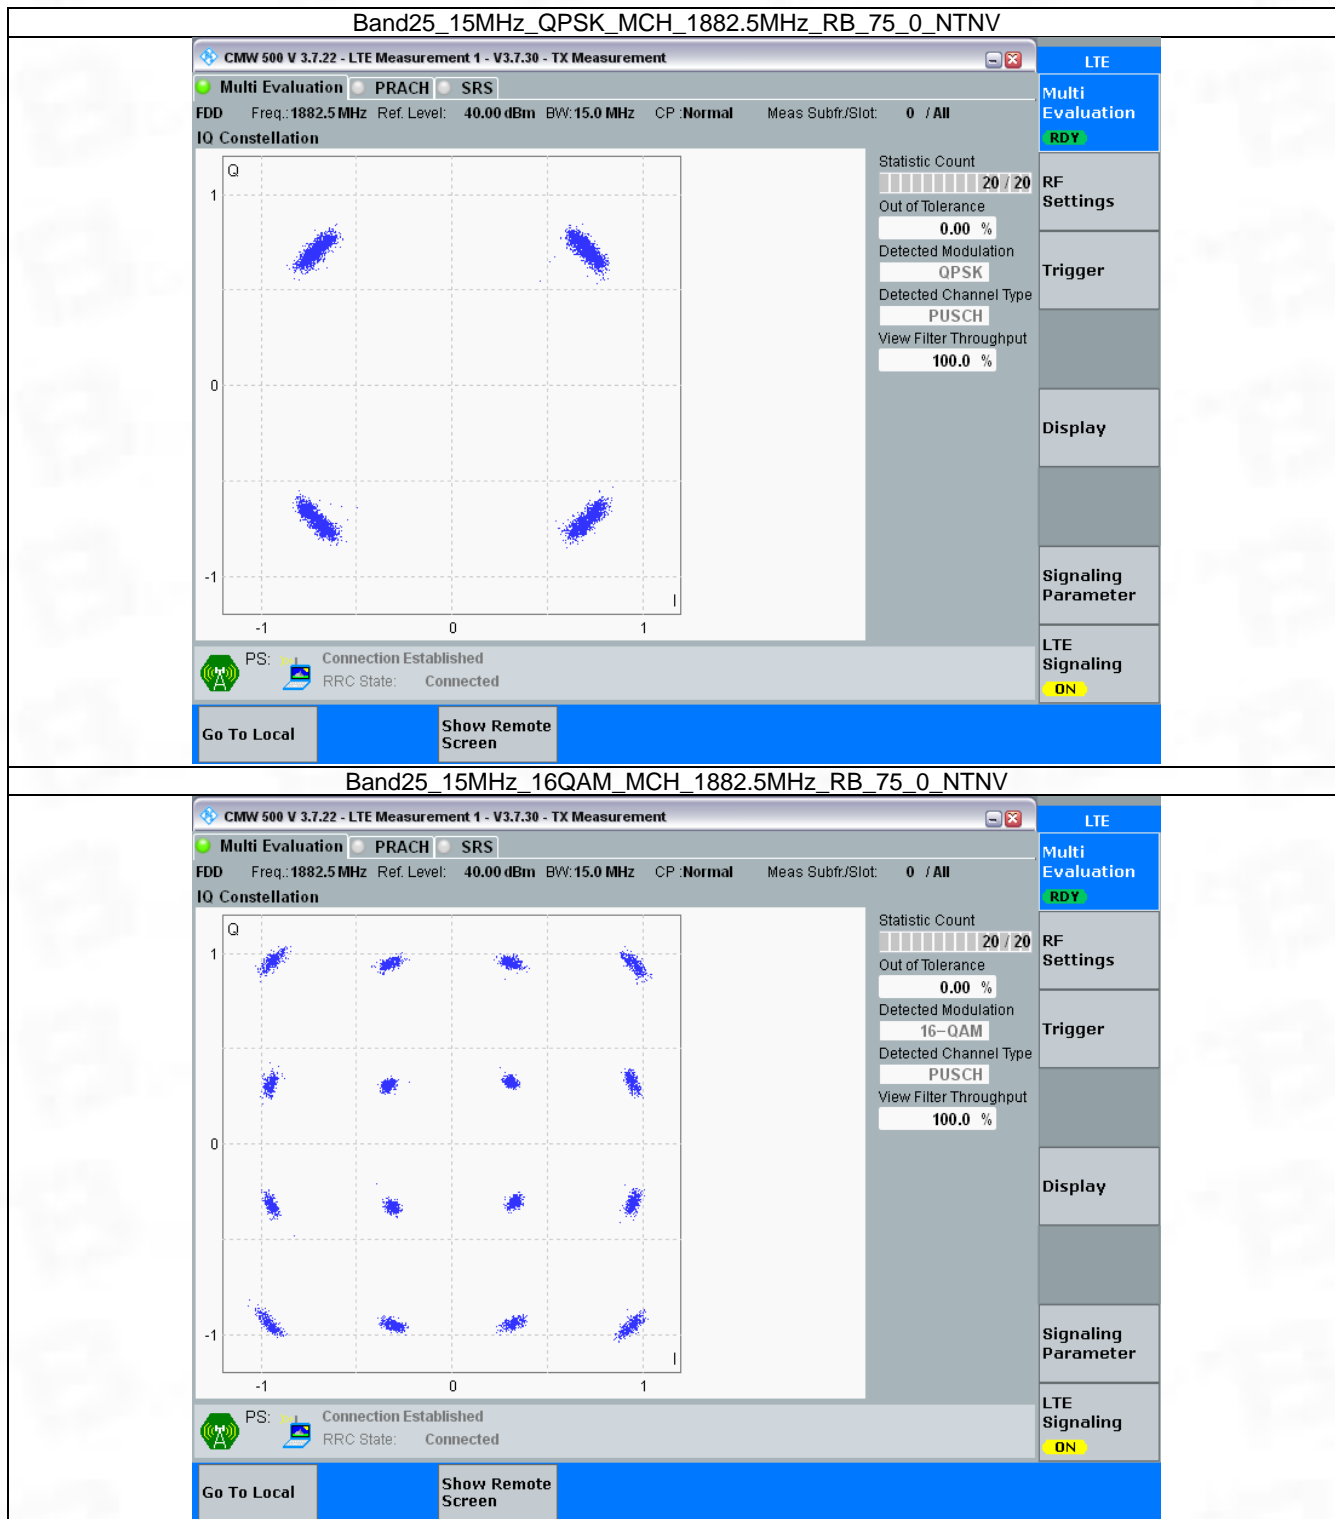 Band25_15MHz_QPSK_MCH_1882.5MHz_RB_75_0_NTNV
CMW 500 V 3.7.22 - LTE Measurement 1 - V3.7.30 - TX Measurement
LTE
Multi Evaluation PRACH SRS
Multi
Evaluation
RDY
FDD Freq.: 1882.5 MHz Ref. Level: 40.00 dBm BW: 15.0 MHz CP : Normal Meas Subfr./Slot: 0 / All
IQ Constellation
Q
1
0
-1
-1 0 1
I
Statistic Count
20 / 20
Out of Tolerance
0.00 %
Detected Modulation
QPSK
Detected Channel Type
PUSCH
View Filter Throughput
100.0 %
RF
Settings
Trigger
Display
Signaling
Parameter
LTE
Signaling
ON
PS: Connection Established
RRC State: Connected
Go To Local
Show Remote
Screen
Band25_15MHz_16QAM_MCH_1882.5MHz_RB_75_0_NTNV
CMW 500 V 3.7.22 - LTE Measurement 1 - V3.7.30 - TX Measurement
LTE
Multi Evaluation PRACH SRS
Multi
Evaluation
RDY
FDD Freq.: 1882.5 MHz Ref. Level: 40.00 dBm BW: 15.0 MHz CP : Normal Meas Subfr./Slot: 0 / All
IQ Constellation
Q
1
0
-1
-1 0 1
I
Statistic Count
20 / 20
Out of Tolerance
0.00 %
Detected Modulation
16-QAM
Detected Channel Type
PUSCH
View Filter Throughput
100.0 %
RF
Settings
Trigger
Display
Signaling
Parameter
LTE
Signaling
ON
PS: Connection Established
RRC State: Connected
Go To Local
Show Remote
Screen